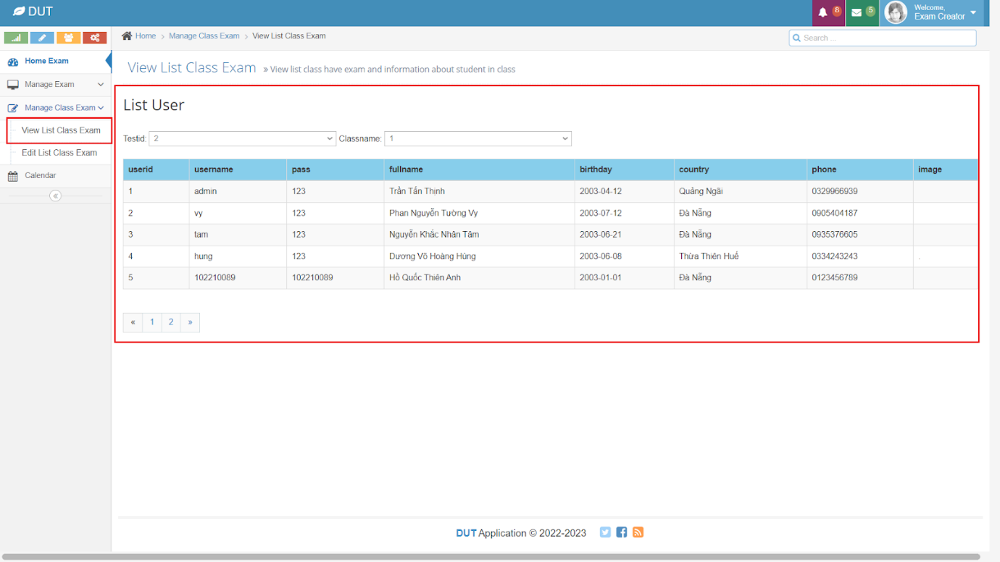 DUT
8
5
Welcome,
Exam Creator
Home > Manage Class Exam > View List Class Exam
Search ...
Home Exam
Manage Exam
Manage Class Exam
View List Class Exam
Edit List Class Exam
Calendar
View List Class Exam » View list class have exam and information about student in class
List User
Testid: 2 Classname: 1
userid username pass fullname birthday country phone image
1 admin 123 Trần Tấn Thịnh 2003-04-12 Quảng Ngãi 0329966939
2 vy 123 Phan Nguyễn Tường Vy 2003-07-12 Đà Nẵng 0905404187
3 tam 123 Nguyễn Khắc Nhân Tâm 2003-06-21 Đà Nẵng 0935376605
4 hung 123 Dương Võ Hoàng Hùng 2003-06-08 Thừa Thiên Huế 0334243243 .
5 102210089 102210089 Hồ Quốc Thiên Anh 2003-01-01 Đà Nẵng 0123456789
« 1 2 »
DUT Application © 2022-2023